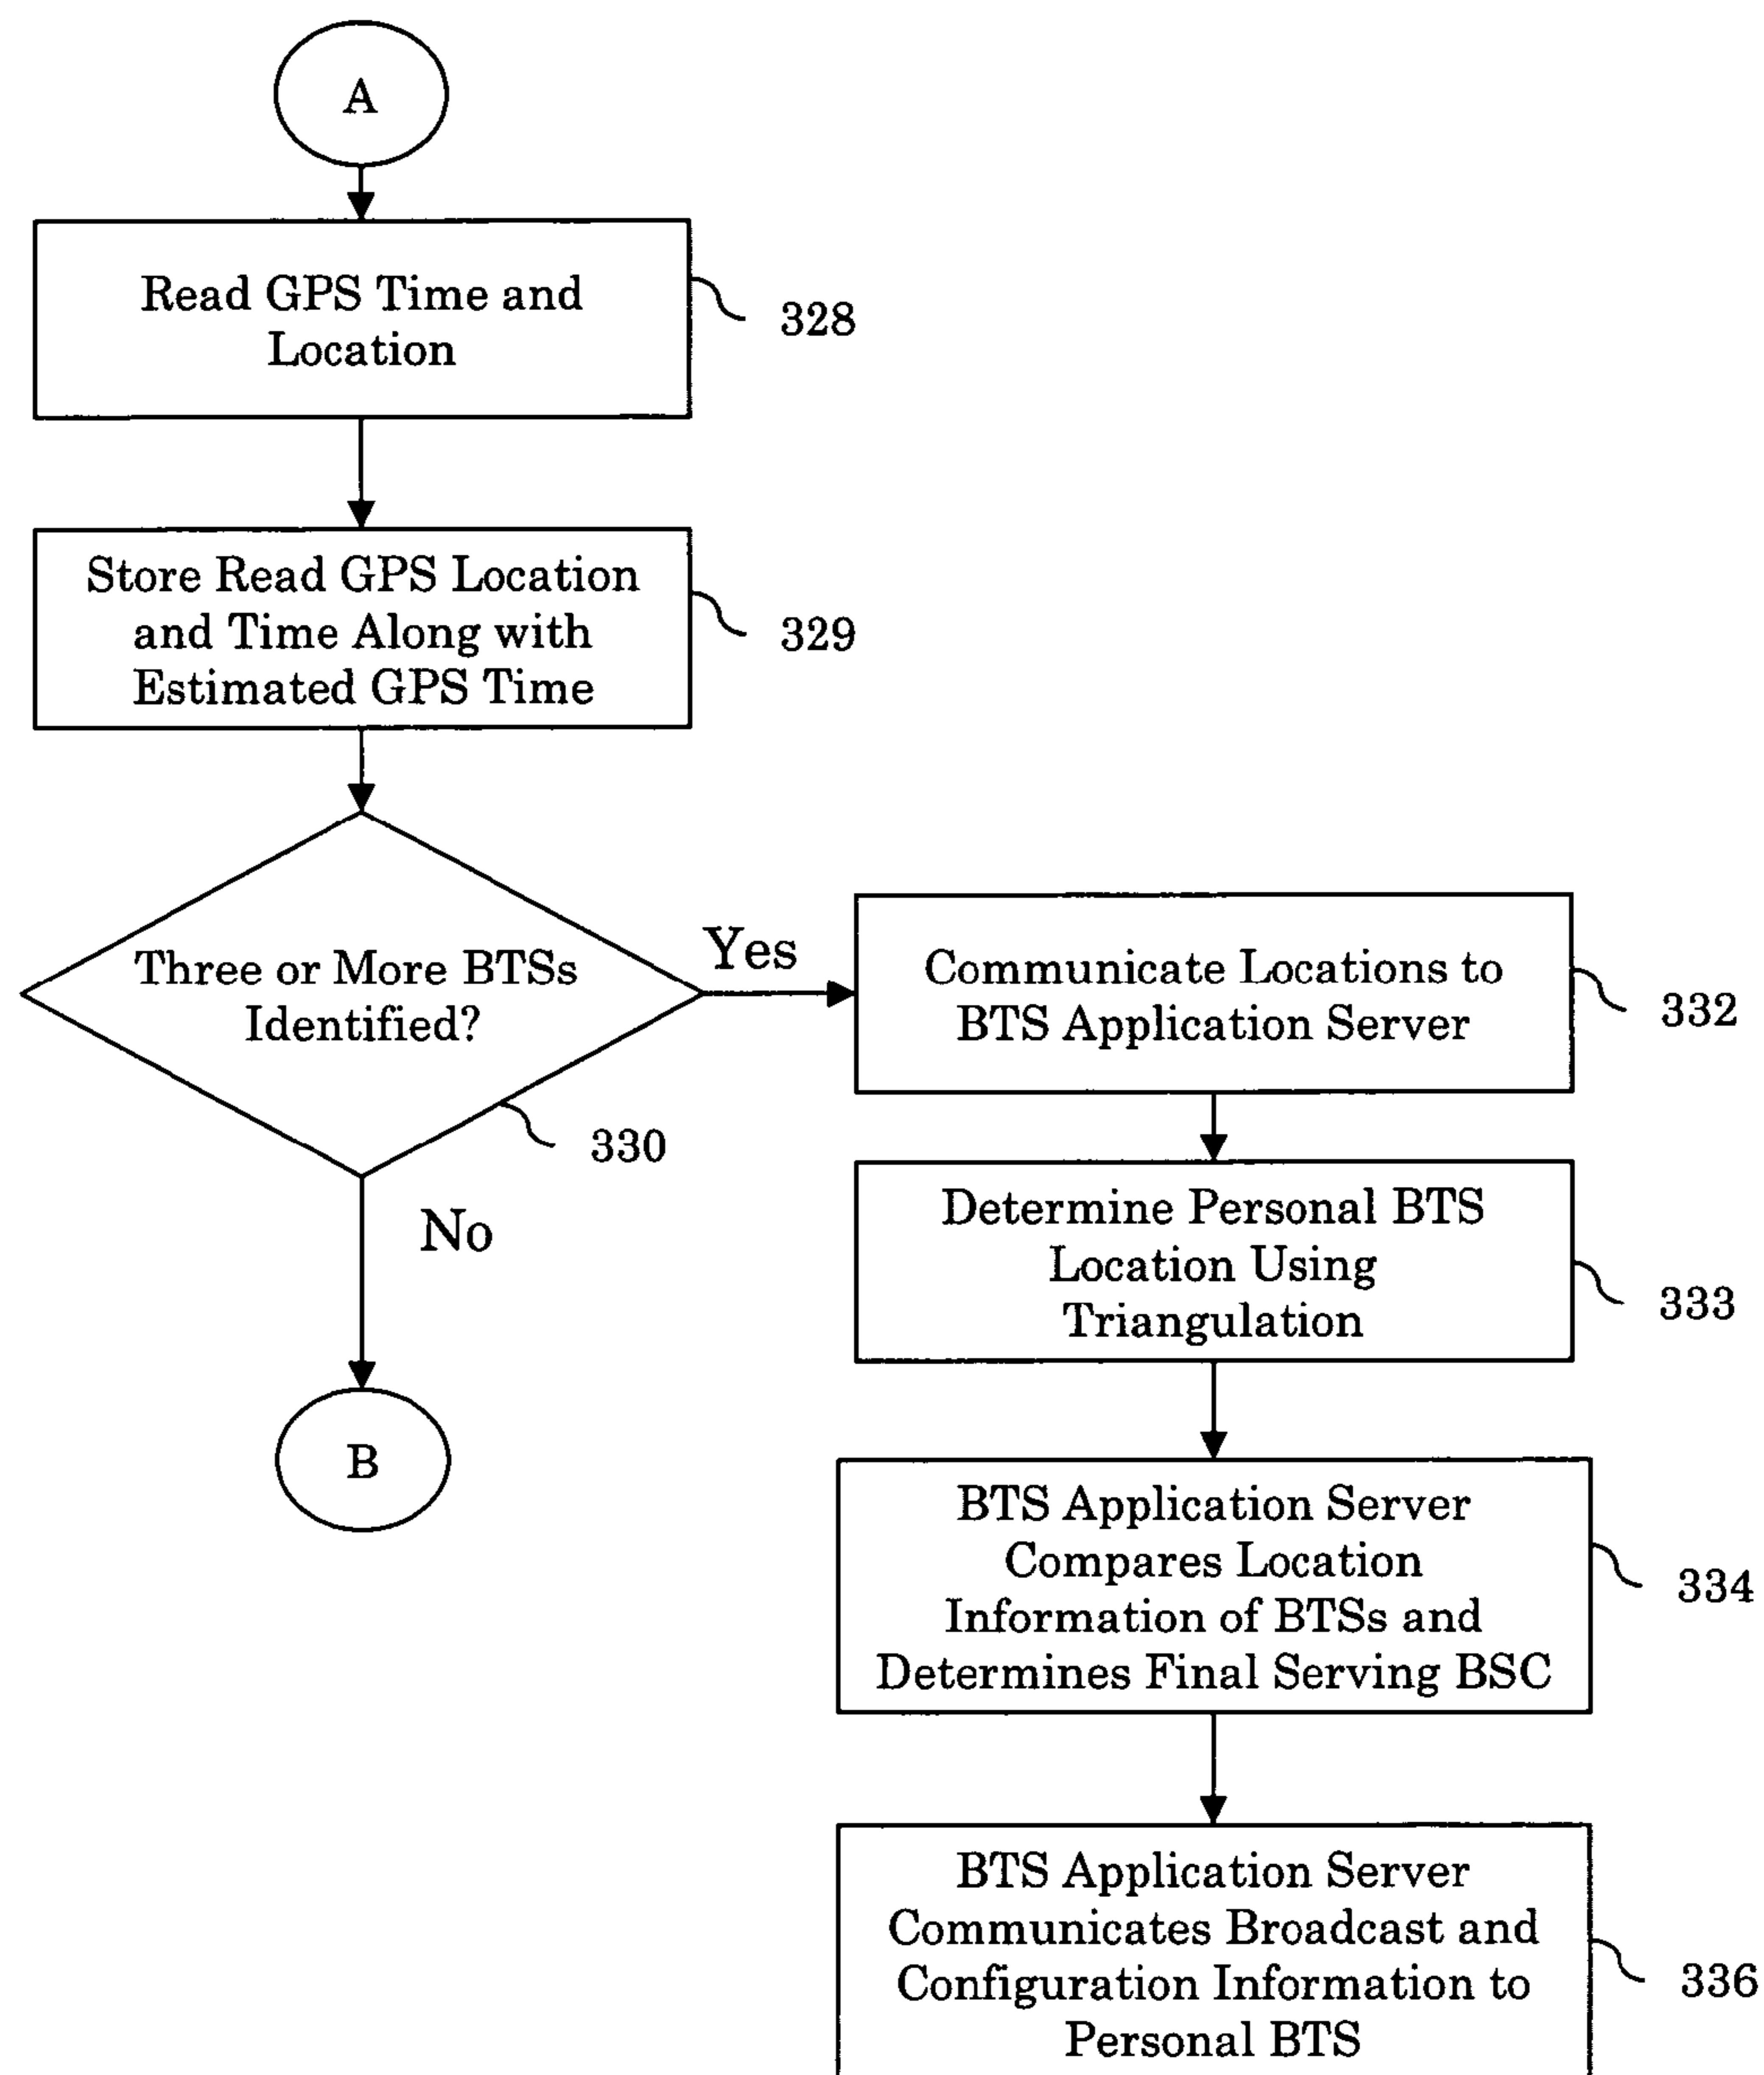 A
Read GPS Time and
Location
328
Store Read GPS Location
and Time Along with
Estimated GPS Time
329
Three or More BTSs
Identified?
330
Yes
No
B
Communicate Locations to
BTS Application Server
332
Determine Personal BTS
Location Using
Triangulation
333
BTS Application Server
Compares Location
Information of BTSs and
Determines Final Serving BSC
334
BTS Application Server
Communicates Broadcast and
Configuration Information to
Personal BTS
336